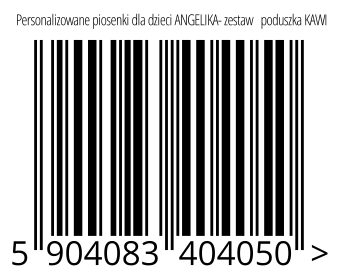 Personalizowane piosenki dla dzieci ANGELIKA- zestaw poduszka KAWI
5 904083 404050 >